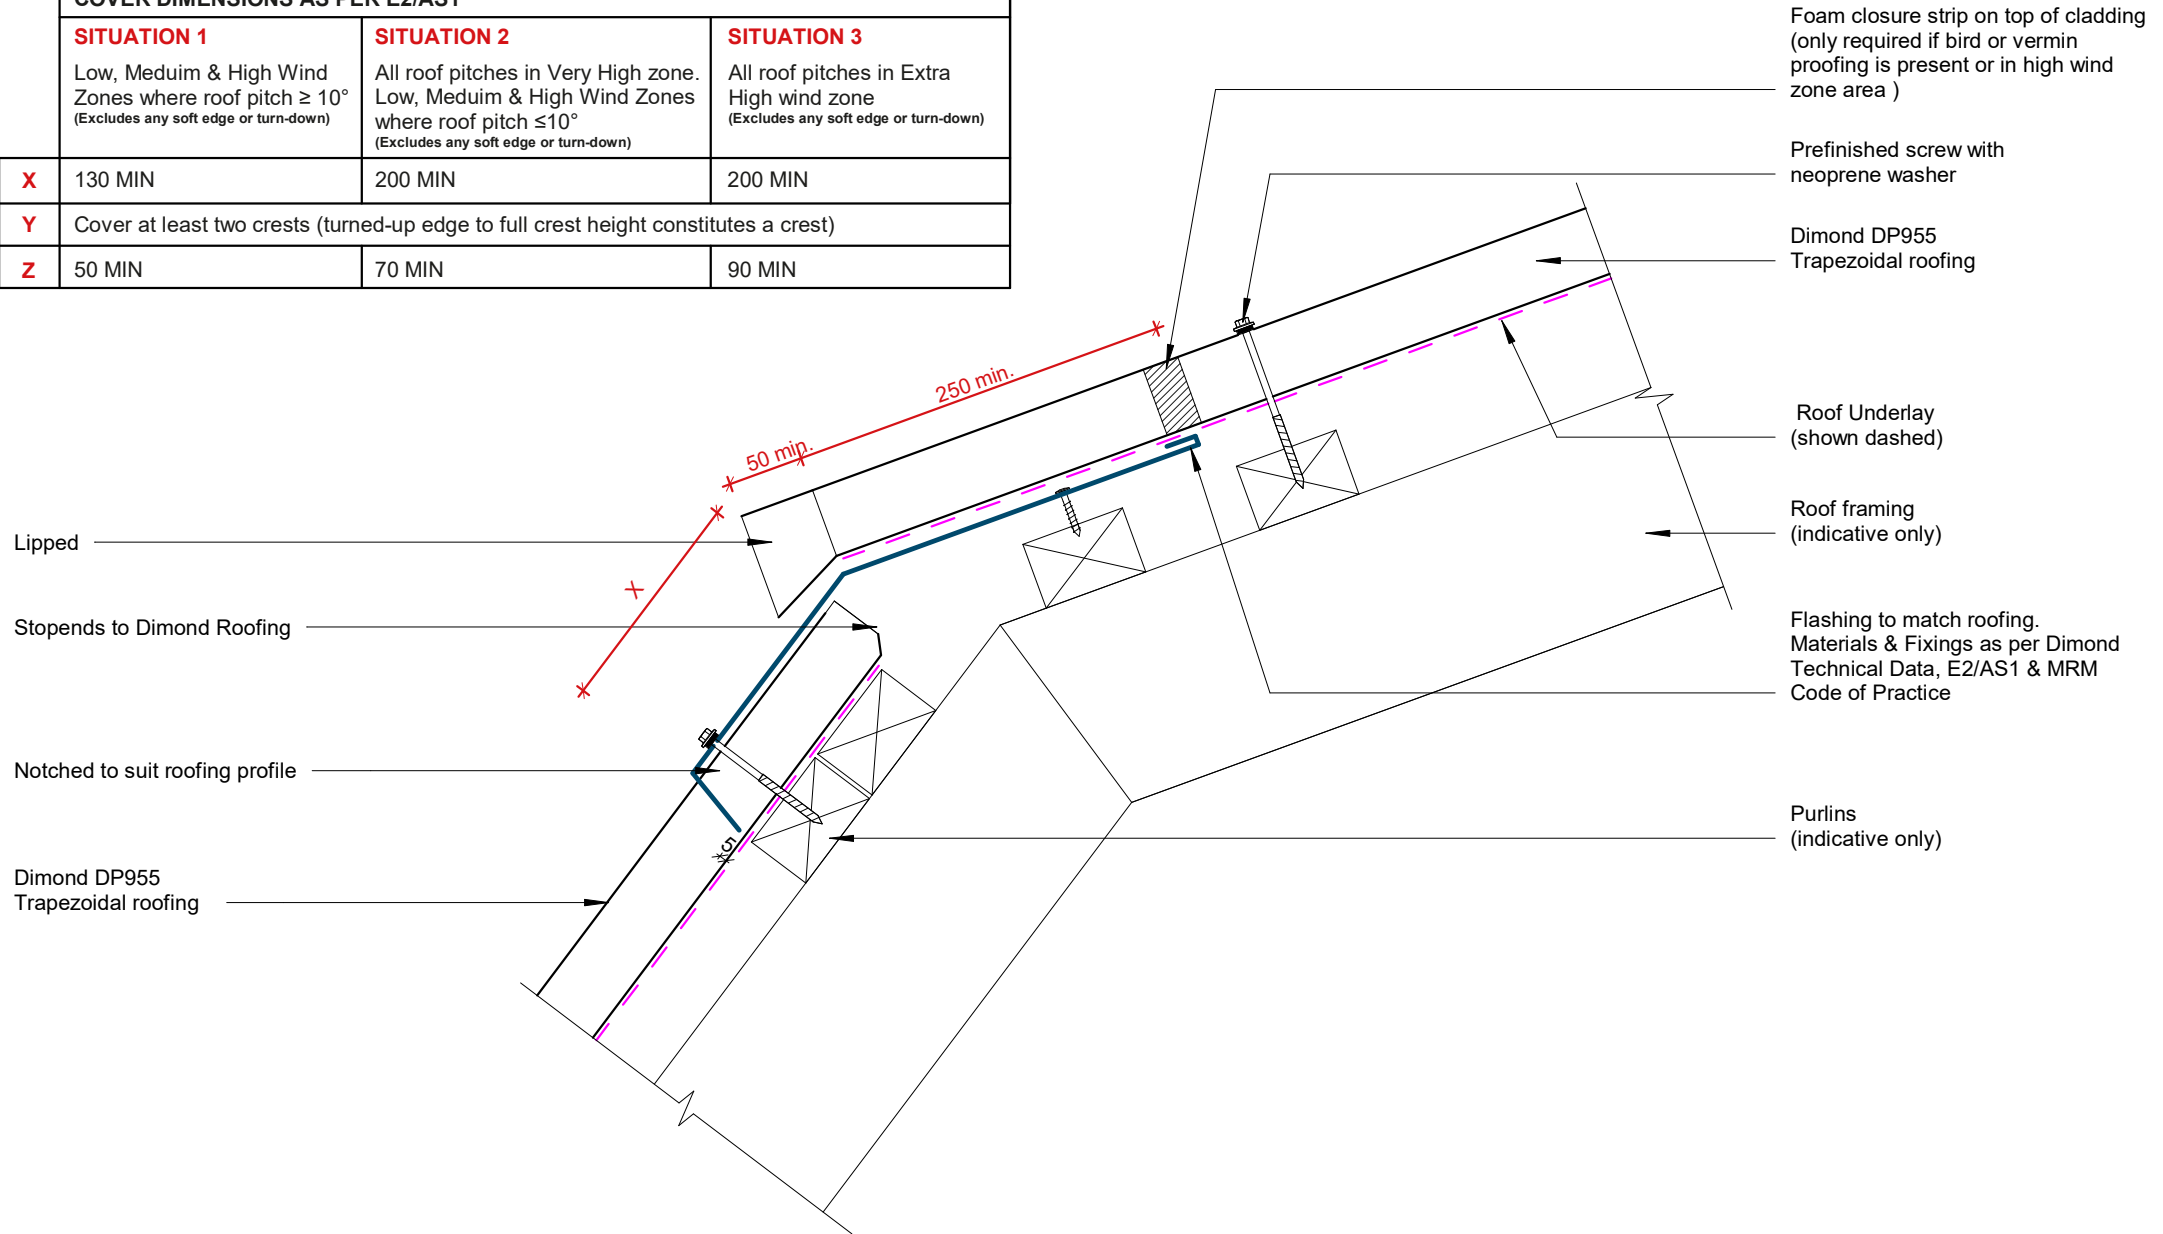 COVER DIMENSIONS AS PER E2/AS1
SITUATION 1
Low, Meduim & High Wind
Zones where roof pitch ≥ 10°
(Excludes any soft edge or turn-down)
SITUATION 2
All roof pitches in Very High zone.
Low, Meduim & High Wind Zones
where roof pitch ≤10°
(Excludes any soft edge or turn-down)
SITUATION 3
All roof pitches in Extra
High wind zone
(Excludes any soft edge or turn-down)
X 130 MIN 200 MIN 200 MIN
Y Cover at least two crests (turned-up edge to full crest height constitutes a crest)
Z 50 MIN 70 MIN 90 MIN
Foam closure strip on top of cladding
(only required if bird or vermin
proofing is present or in high wind
zone area )
Prefinished screw with
neoprene washer
Dimond DP955
Trapezoidal roofing
250 min.
50 min.
X
5
Roof Underlay
(shown dashed)
Roof framing
(indicative only)
Flashing to match roofing.
Materials & Fixings as per Dimond
Technical Data, E2/AS1 & MRM
Code of Practice
Purlins
(indicative only)
Lipped
Stopends to Dimond Roofing
Notched to suit roofing profile
Dimond DP955
Trapezoidal roofing